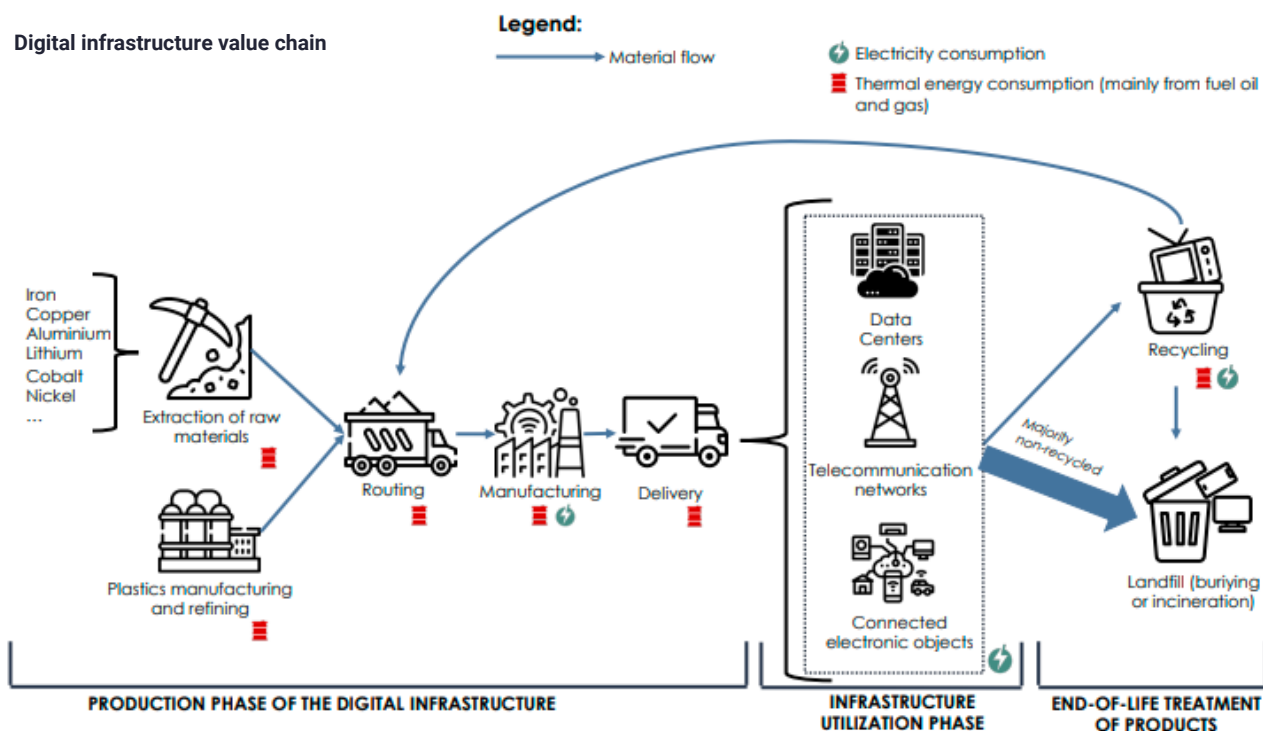 Digital infrastructure value chain
Legend:
Material flow
Electricity consumption
Thermal energy consumption (mainly from fuel oil
and gas)
Iron
Copper
Aluminium
Lithium
Cobalt
Nickel
...
Extraction of raw
materials
Plastics manufacturing
and refining
Routing
Manufacturing
Delivery
Data
Centers
Telecommunication
networks
Connected
electronic objects
Majority
non-recycled
Recycling
Landfill (buriying
or incineration)
PRODUCTION PHASE OF THE DIGITAL INFRASTRUCTURE
INFRASTRUCTURE
UTILIZATION PHASE
END-OF-LIFE TREATMENT
OF PRODUCTS